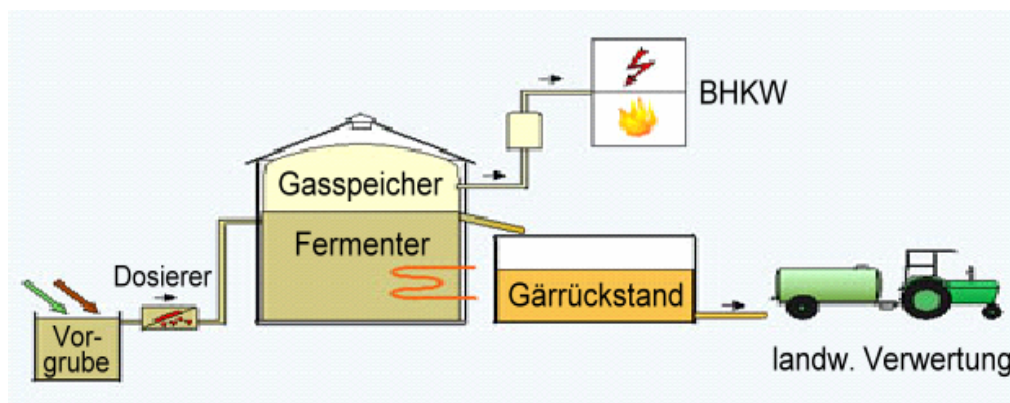 BHKW
Gasspeicher
Fermenter
Dosierer
Gärrückstand
Vor-
grube
landw. Verwertung